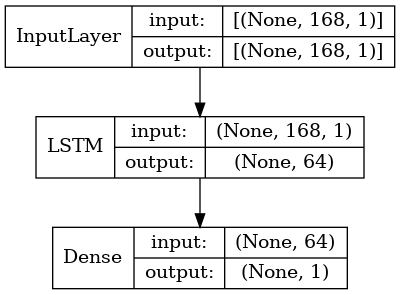 InputLayer
input: [(None, 168, 1)]
output: [(None, 168, 1)]
LSTM
input: (None, 168, 1)
output: (None, 64)
Dense
input: (None, 64)
output: (None, 1)